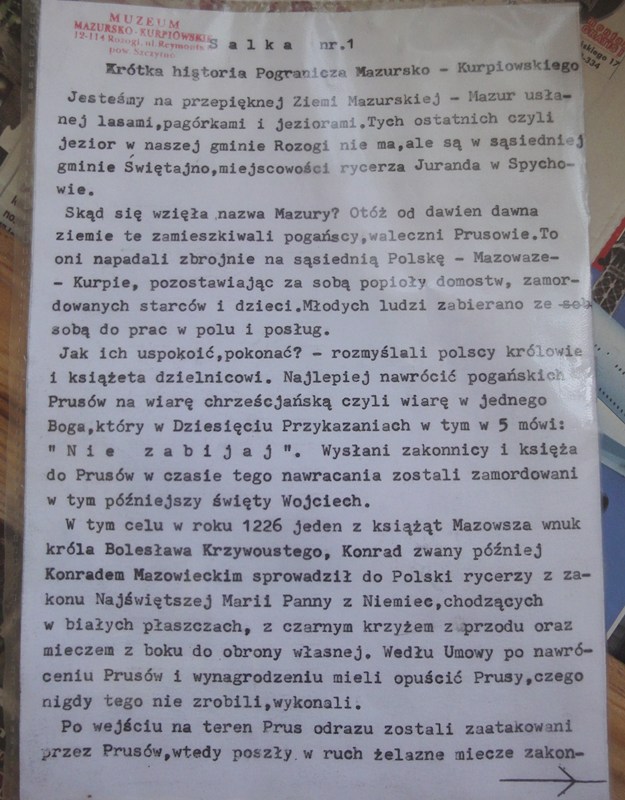 MUZEUM
MAZURSKO-KURPIOWSKIE
12-114 Rozogi, ul. Reymonta
pow. Szczytno
S a l k a nr.1
Krótka historia Pogranicza Mazursko - Kurpiowskiego
Jesteśmy na przepięknej Ziemi Mazurskiej - Mazur usła-
nej lasami,pagórkami i jeziorami.Tych ostatnich czyli
jezior w naszej gminie Rozogi nie ma,ale są w sąsiedniej
gminie Świętajno,miejscowości rycerza Juranda w Spycho-
wie.
Skąd się wzięła nazwa Mazury? Otóż od dawien dawna
ziemie te zamieszkiwali pogańscy,waleczni Prusowie.To
oni napadali zbrojnie na sąsiednią Polskę - Mazowaze-
- Kurpie, pozostawiając za sobą popioły domostw, zamor-
dowanych starców i dzieci.Młodych ludzi zabierano ze sob
sobą do prac w polu i posług.
Jak ich uspokoić,pokonać? - rozmyślali polscy królowie
i książeta dzielnicowi. Najlepiej nawrócić pogańskich
Prusów na wiarę chrześcjańską czyli wiarę w jednego
Boga,który w Dziesięciu Przykazaniach w tym w 5 mówi:
" N i e z a b i j a j ". Wysłani zakonnicy i księża
do Prusów w czasie tego nawracania zostali zamordowani
w tym późniejszy święty Wojciech.
W tym celu w roku 1226 jeden z książąt Mazowsza wnuk
króla Bolesława Krzywoustego, Konrad zwany później
Konradem Mazowieckim sprowadził do Polski rycerzy z za-
konu Najświętszej Marii Panny z Niemiec,chodzących
w białych płaszczach, z czarnym krzyżem z przodu oraz
mieczem z boku do obrony własnej. Wedłu Umowy po nawró-
ceniu Prusów i wynagrodzeniu mieli opuścić Prusy,czego
nigdy tego nie zrobili,wykonali.
Po wejściu na teren Prus odrazu zostali zaatakowani
przez Prusów,wtedy poszły w ruch żelazne miecze zakon-